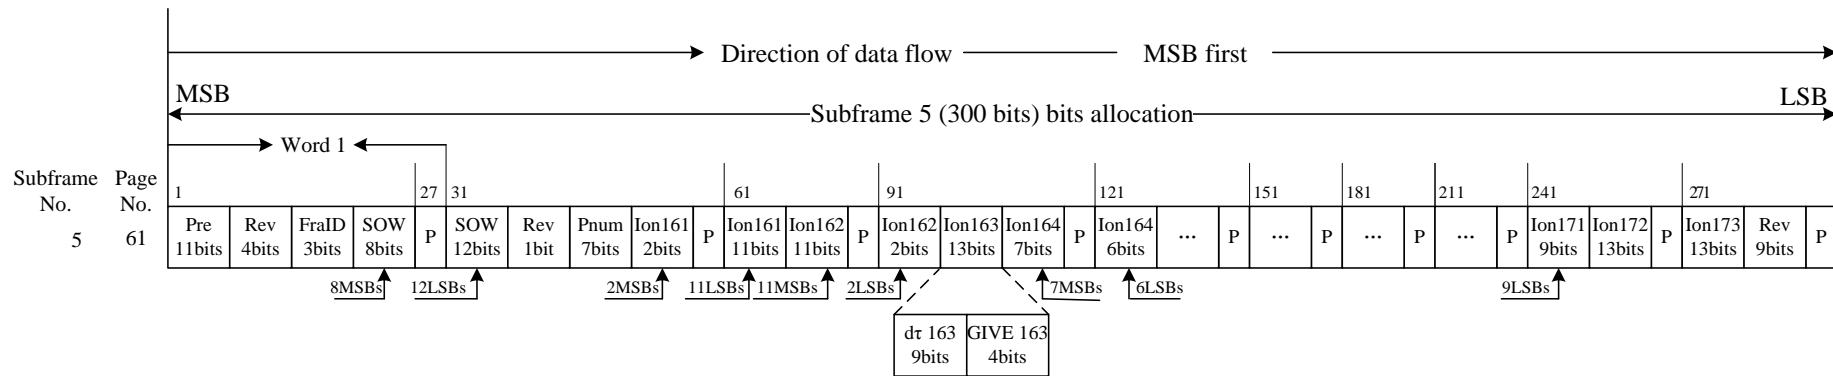 Direction of data flow MSB first
MSB LSB
Subframe 5 (300 bits) bits allocation
Word 1
Subframe Page
No. No.
1 27 31 61 91 121 151 181 211 241 271
Pre Rev FraID SOW P SOW Rev Pnum Ion161 P Ion161 Ion162 P Ion162 Ion163 Ion164 P Ion164 ... P ... P ... P ... P Ion171 Ion172 P Ion173 Rev P
5 61 11bits 4bits 3bits 8bits 12bits 1bit 7bits 2bits 11bits 11bits 2bits 13bits 7bits 6bits 9bits 13bits 13bits 9bits
8MSBs 12LSBs 2MSBs 11LSBs 11MSBs 2LSBs 7MSBs 6LSBs 9LSBs
dτ 163 GIVE 163
9bits 4bits